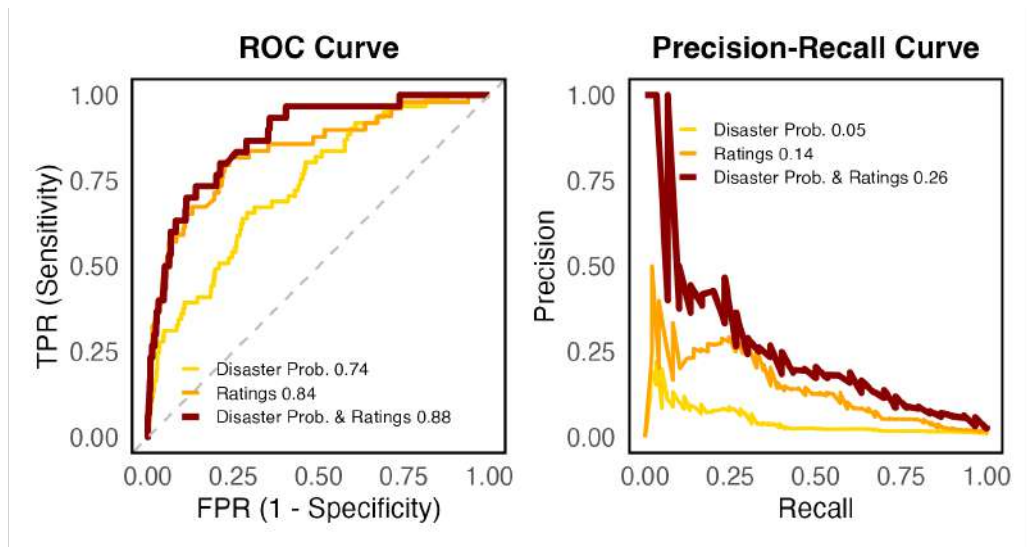 ROC Curve
TPR (Sensitivity)
1.00
0.75
0.50
0.25
0.00
Disaster Prob. 0.74
Ratings 0.84
Disaster Prob. & Ratings 0.88
0.00 0.25 0.50 0.75 1.00
FPR (1 - Specificity)
Precision-Recall Curve
Precision
1.00
0.75
0.50
0.25
0.00
Disaster Prob. 0.05
Ratings 0.14
Disaster Prob. & Ratings 0.26
0.00 0.25 0.50 0.75 1.00
Recall